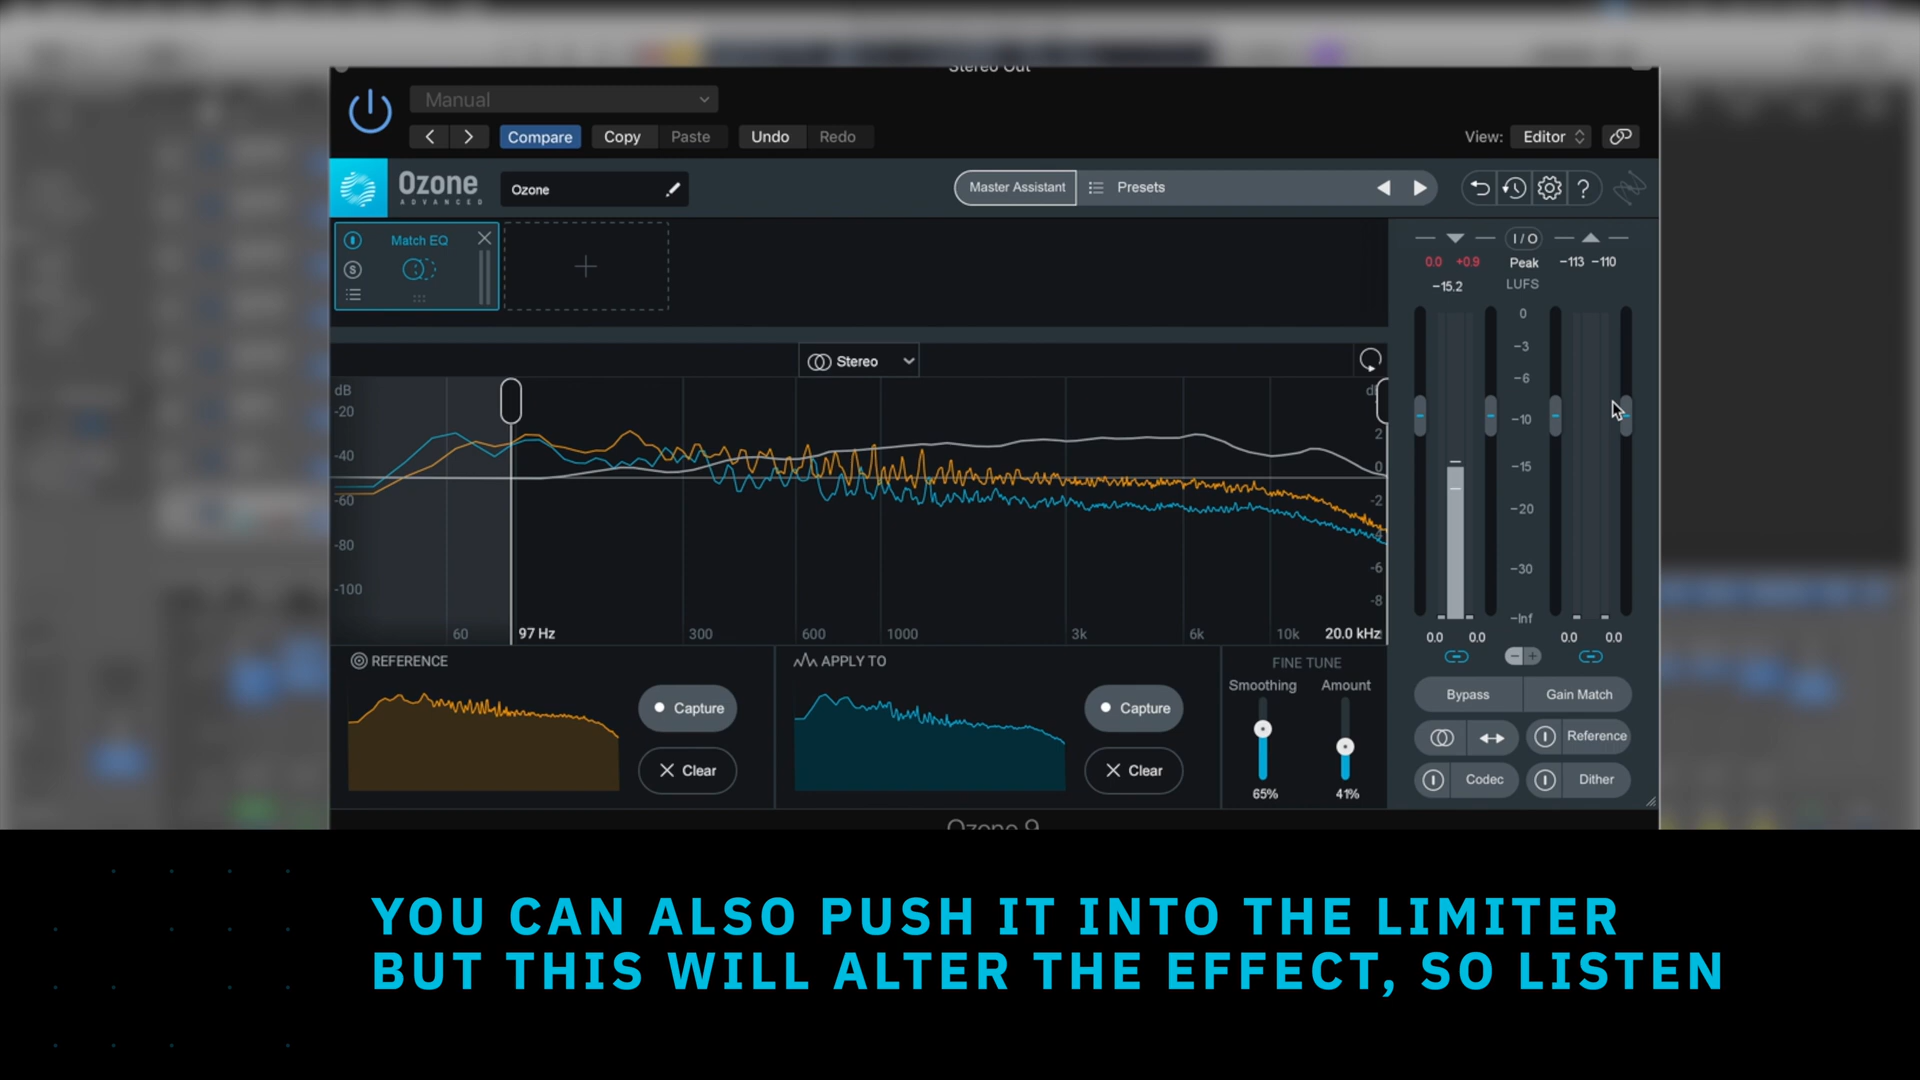 Stereo Out
Manual
Compare Copy Paste Undo Redo
View: Editor
Ozone
ADVANCED
Ozone
Master Assistant
Presets
?
Match EQ
S
I/O
0.0 +0.9 Peak −113 −110
−15.2 LUFS
Stereo
dB
-20
-40
-60
-80
-100
2
0
-2
-6
-8
60 97 Hz 300 600 1000 3k 6k 10k 20.0 kHz
0
−3
−6
−10
−15
−20
−30
−Inf
0.0 0.0 0.0 0.0
REFERENCE
Capture
Clear
APPLY TO
Capture
Clear
FINE TUNE
Smoothing Amount
65% 41%
Bypass Gain Match
Reference
Codec Dither
Ozone 9
YOU CAN ALSO PUSH IT INTO THE LIMITER
BUT THIS WILL ALTER THE EFFECT, SO LISTEN